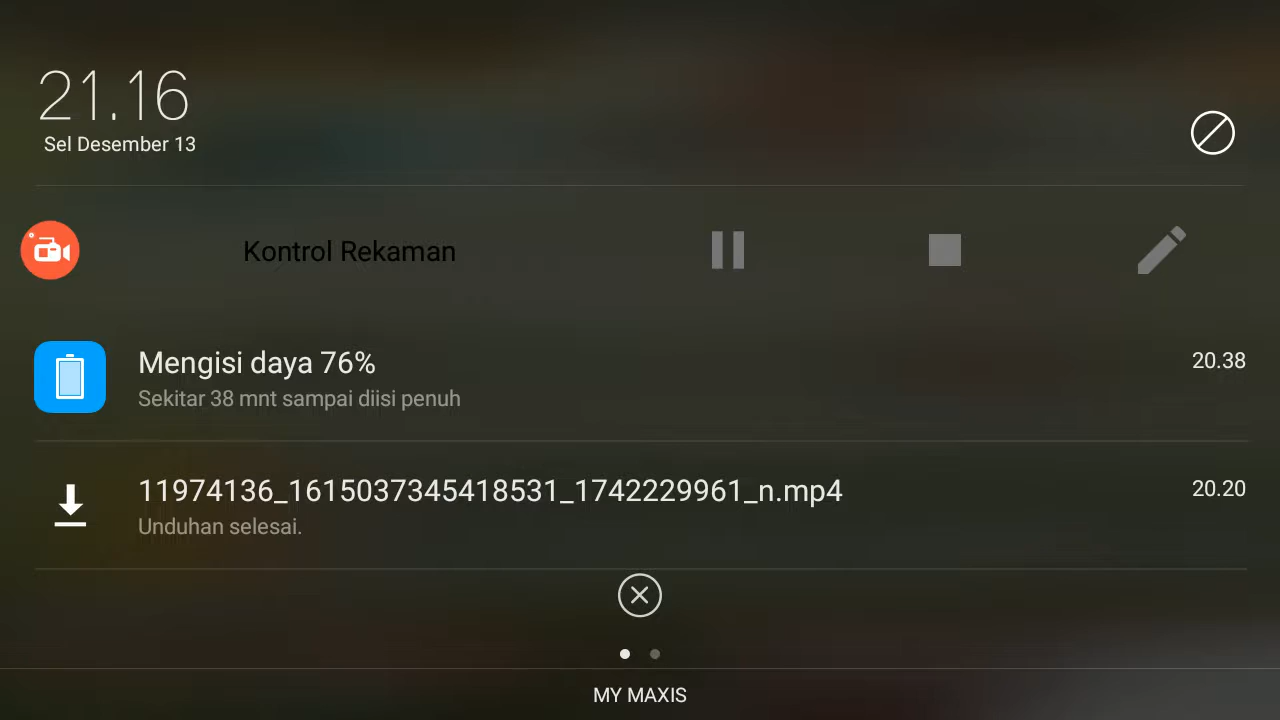 21.16
Sel Desember 13
Kontrol Rekaman
Mengisi daya 76%
20.38
Sekitar 38 mnt sampai diisi penuh
11974136_1615037345418531_1742229961_n.mp4
20.20
Unduhan selesai.
MY MAXIS